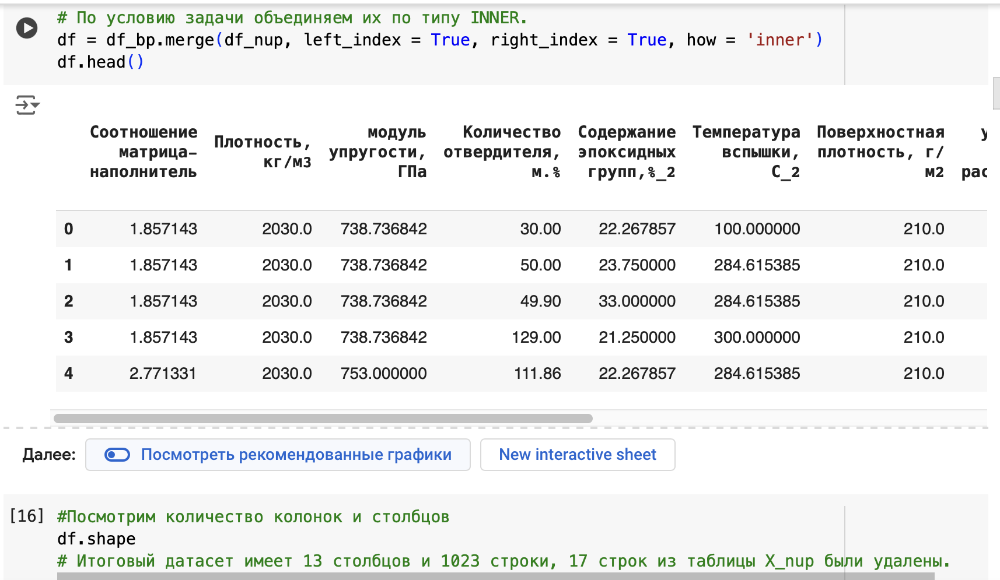 # По условию задачи объединяем их по типу INNER.
df = df_bp.merge(df_nup, left_index = True, right_index = True, how = 'inner')
df.head()
Соотношение матрица-наполнитель Плотность, кг/м3 модуль упругости, ГПа Количество отвердителя, м.% Содержание эпоксидных групп,%_2 Температура вспышки, С_2 Поверхностная плотность, г/м2
0 1.857143 2030.0 738.736842 30.00 22.267857 100.000000 210.0
1 1.857143 2030.0 738.736842 50.00 23.750000 284.615385 210.0
2 1.857143 2030.0 738.736842 49.90 33.000000 284.615385 210.0
3 1.857143 2030.0 738.736842 129.00 21.250000 300.000000 210.0
4 2.771331 2030.0 753.000000 111.86 22.267857 284.615385 210.0
Далее: Посмотреть рекомендованные графики New interactive sheet
[16] #Посмотрим количество колонок и столбцов
df.shape
# Итоговый датасет имеет 13 столбцов и 1023 строки, 17 строк из таблицы X_nup были удалены.